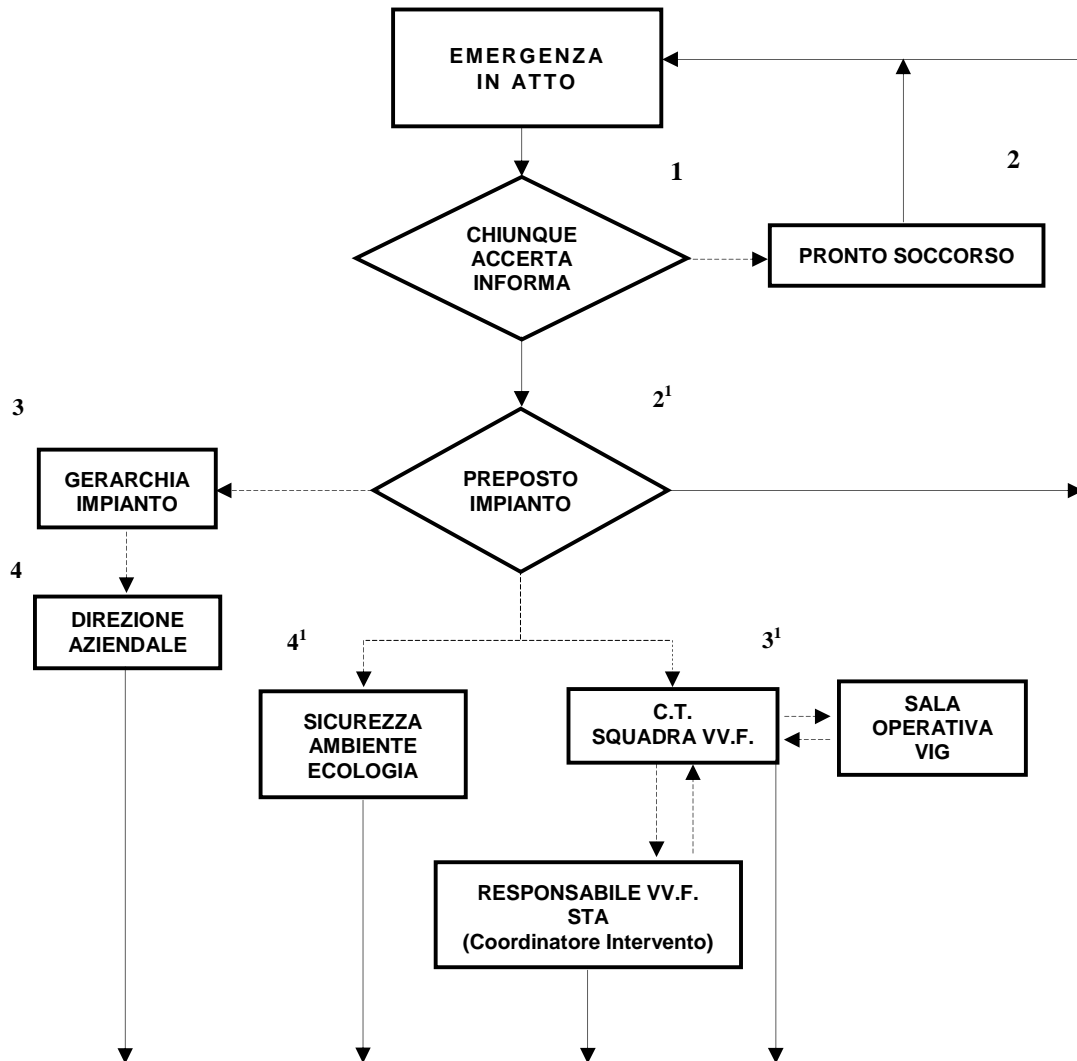 EMERGENZA
IN ATTO
1
2
CHIUNQUE
ACCERTA
INFORMA
PRONTO SOCCORSO
2¹
3
GERARCHIA
IMPIANTO
PREPOSTO
IMPIANTO
4
DIREZIONE
AZIENDALE
4¹
3¹
SICUREZZA
AMBIENTE
ECOLOGIA
C.T.
SQUADRA VV.F.
SALA
OPERATIVA
VIG
RESPONSABILE VV.F.
STA
(Coordinatore Intervento)